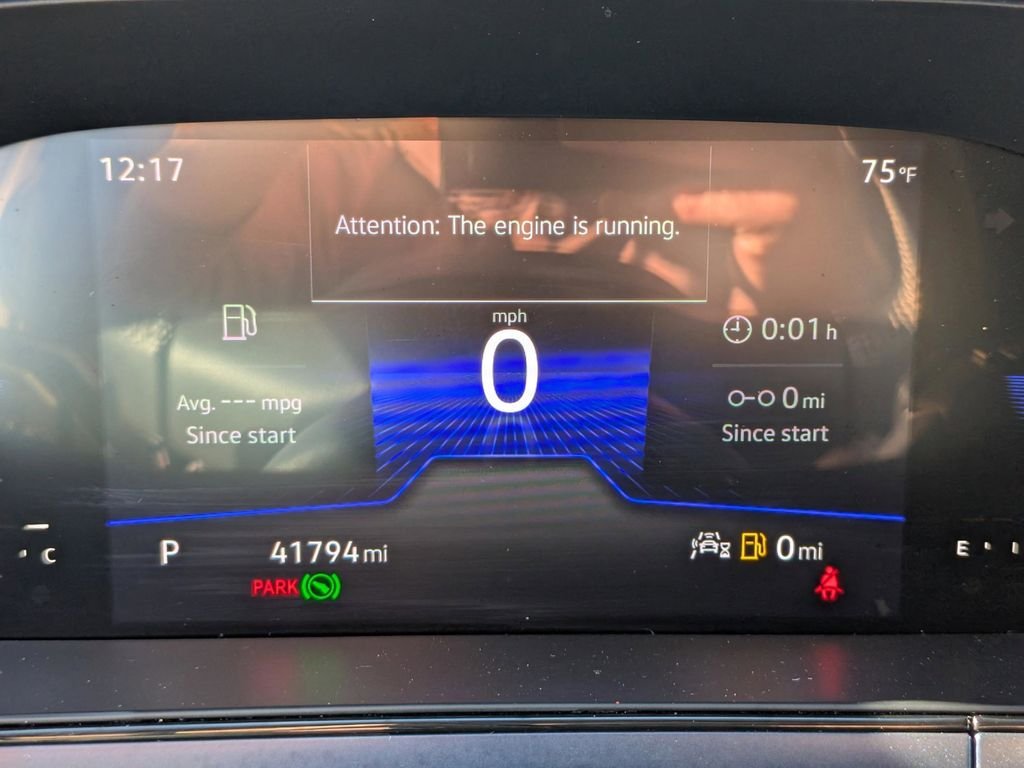 12:17
75°F
Attention: The engine is running.
mph
0
0:01 h
Avg. --- mpg
Since start
0 mi
Since start
C
P
41794 mi
0 mi
E
PARK